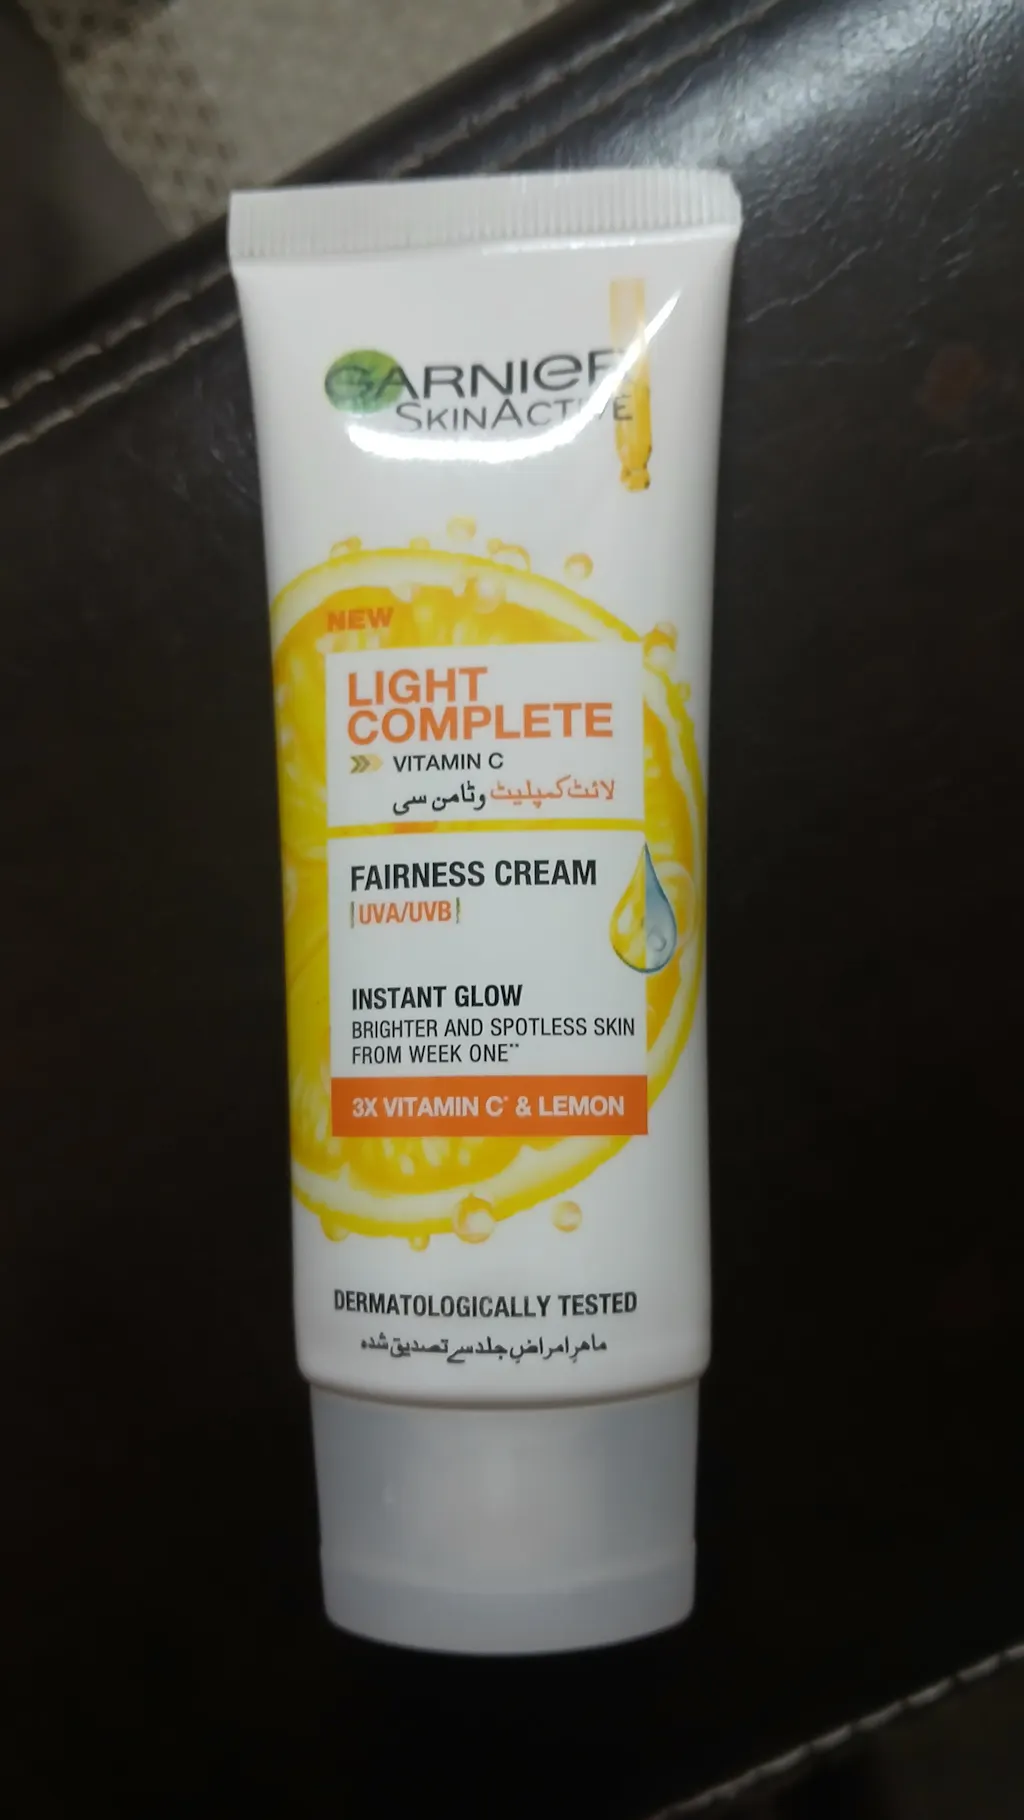 GARNIER
SKINACTIVE
NEW
LIGHT
COMPLETE
VITAMIN C
لائٹ کمپلیٹ وٹامن سی
FAIRNESS CREAM
|UVA/UVB|
INSTANT GLOW
BRIGHTER AND SPOTLESS SKIN
FROM WEEK ONE**
3X VITAMIN C* & LEMON
DERMATOLOGICALLY TESTED
ماہرِ امراضِ جلد سے تصدیق شدہ